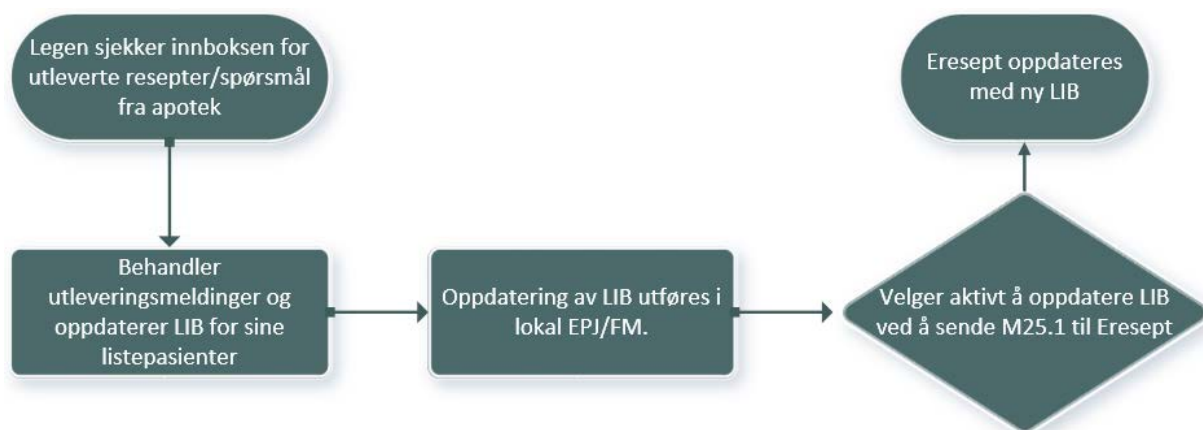 Legen sjekker innboksen for
utleverte resepter/spørsmål
fra apotek
Behandler
utleveringsmeldinger og
oppdaterer LIB for sine
listepasienter
Oppdatering av LIB utføres i
lokal EPJ/FM.
Velger aktivt å oppdatere LIB
ved å sende M25.1 til Eresept
Eresept oppdateres
med ny LIB